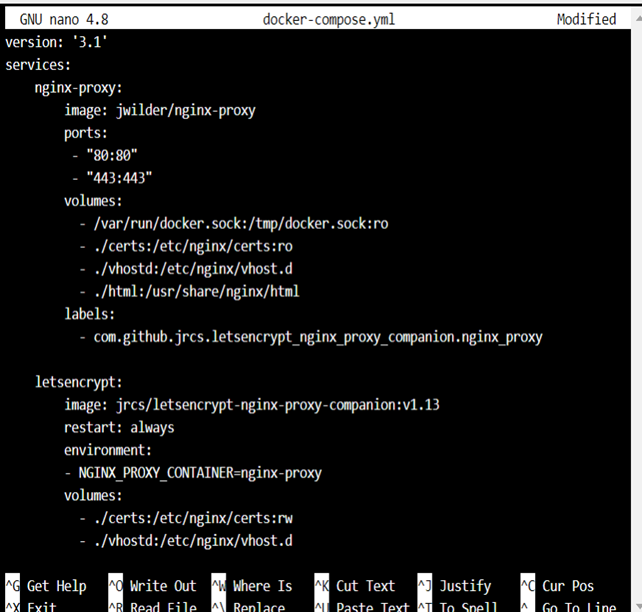 GNU nano 4.8 docker-compose.yml Modified
version: '3.1'
services:
    nginx-proxy:
        image: jwilder/nginx-proxy
        ports:
         - "80:80"
         - "443:443"
        volumes:
          - /var/run/docker.sock:/tmp/docker.sock:ro
          - ./certs:/etc/nginx/certs:ro
          - ./vhostd:/etc/nginx/vhost.d
          - ./html:/usr/share/nginx/html
        labels:
          - com.github.jrcs.letsencrypt_nginx_proxy_companion.nginx_proxy
    letsencrypt:
        image: jrcs/letsencrypt-nginx-proxy-companion:v1.13
        restart: always
        environment:
        - NGINX_PROXY_CONTAINER=nginx-proxy
        volumes:
          - ./certs:/etc/nginx/certs:rw
          - ./vhostd:/etc/nginx/vhost.d
^G Get Help ^O Write Out ^W Where Is ^K Cut Text ^J Justify ^C Cur Pos
^X Exit ^R Read File ^\ Replace ^U Paste Text ^T To Spell ^_ Go To Line